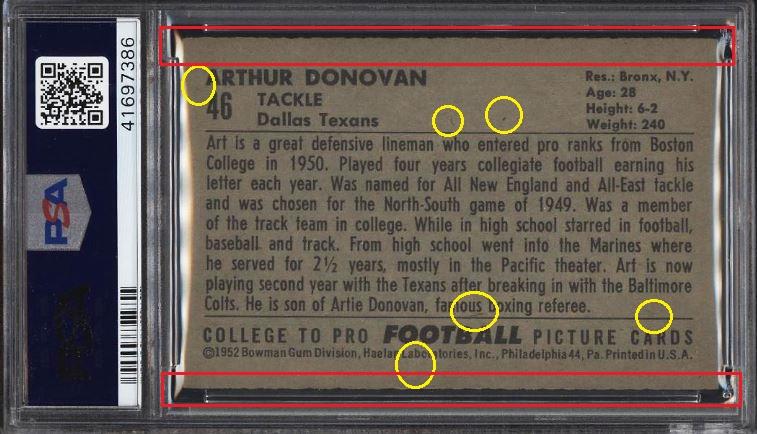 41697386
PSA
ARTHUR DONOVAN
46 TACKLE
Dallas Texans
Res.: Bronx, N.Y.
Age: 28
Height: 6-2
Weight: 240
Art is a great defensive lineman who entered pro ranks from Boston
College in 1950. Played four years collegiate football earning his
letter each year. Was named for All New England and All-East tackle
and was chosen for the North-South game of 1949. Was a member
of the track team in college. While in high school starred in football,
baseball and track. From high school went into the Marines where
he served for 2½ years, mostly in the Pacific theater. Art is now
playing second year with the Texans after breaking in with the Baltimore
Colts. He is son of Artie Donovan, famous boxing referee.
COLLEGE TO PRO FOOTBALL PICTURE CARDS
©1952 Bowman Gum Division, Haelan Laboratories, Inc., Philadelphia 44, Pa. Printed in U.S.A.